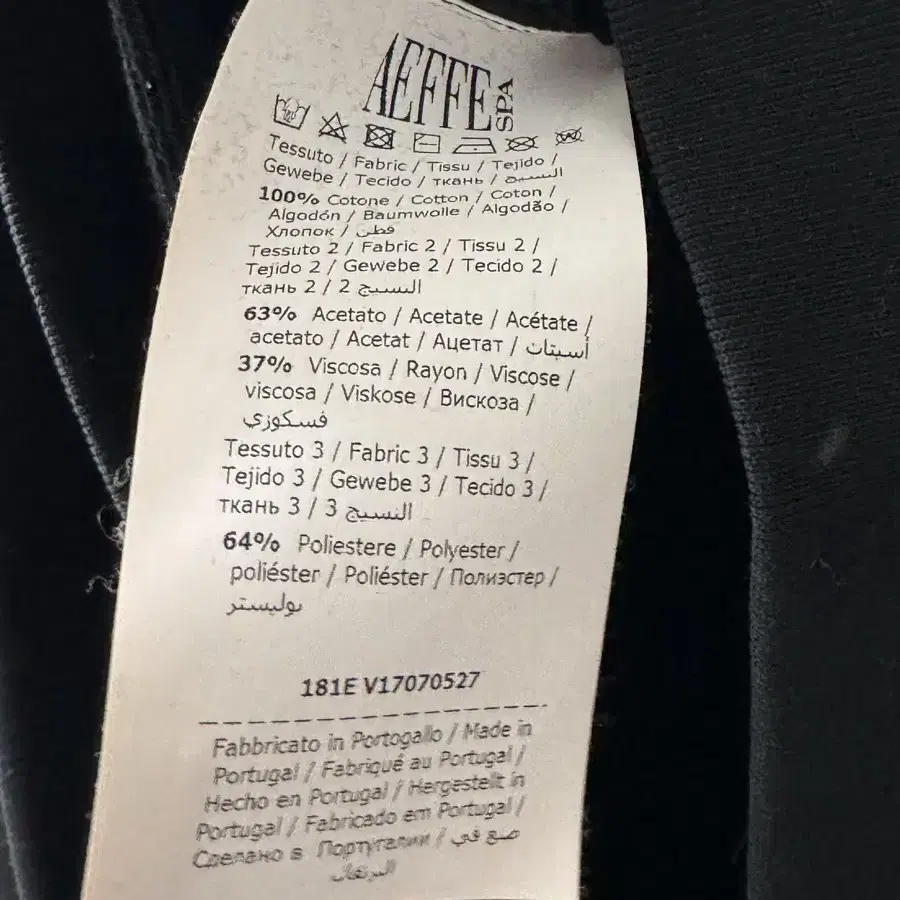 AEFFE SPA
Tessuto / Fabric / Tissu / Tejido /
Gewebe / Tecido / ткань / النسيج
100% Cotone / Cotton / Coton /
Algodón / Baumwolle / Algodão /
Хлопок / قطن
Tessuto 2 / Fabric 2 / Tissu 2 /
Tejido 2 / Gewebe 2 / Tecido 2 /
ткань 2 / 2 النسيج
63% Acetato / Acetate / Acétate /
acetato / Acetat / Ацетат / أسيتات
37% Viscosa / Rayon / Viscose /
viscosa / Viskose / Вискоза /
فسكوزي
Tessuto 3 / Fabric 3 / Tissu 3 /
Tejido 3 / Gewebe 3 / Tecido 3 /
ткань 3 / 3 النسيج
64% Poliestere / Polyester /
poliéster / Poliéster / Полиэстер /
بوليستر
181E V17070527
Fabbricato in Portogallo / Made in
Portugal / Fabriqué au Portugal /
Hecho en Portugal / Hergestellt in
Portugal / Fabricado em Portugal /
Сделано в Португалии / صنع في
البرتغال